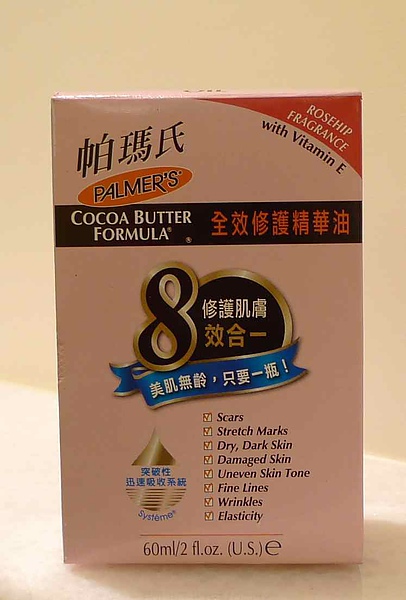 ROSEHIP
FRAGRANCE
with Vitamin E
帕瑪氏
PALMER'S®
COCOA BUTTER
FORMULA®
®
全效修護精華油
8
修護肌膚
效合一
美肌無齡，只要一瓶！
Scars
Stretch Marks
Dry, Dark Skin
Damaged Skin
Uneven Skin Tone
Fine Lines
Wrinkles
Elasticity
突破性
迅速吸收系統
Système®
60ml/2 fl.oz. (U.S.)℮